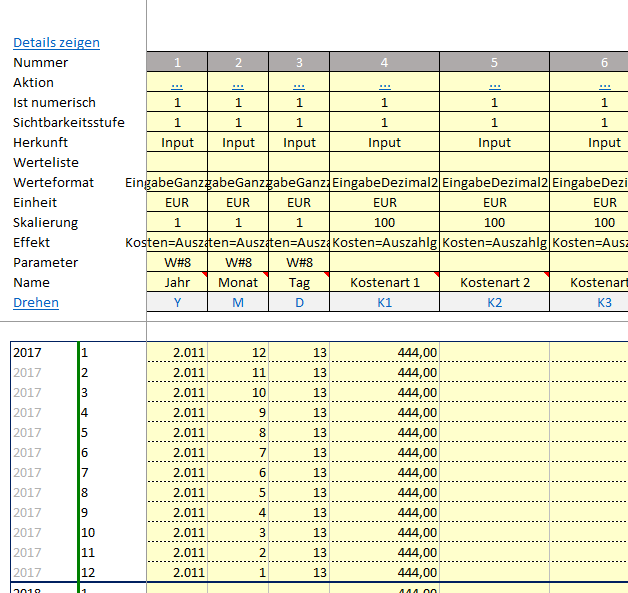 Details zeigen
Nummer 1 2 3 4 5 6
Aktion ... ... ... ... ... ...
Ist numerisch 1 1 1 1 1 1
Sichtbarkeitsstufe 1 1 1 1 1 1
Herkunft Input Input Input Input Input Input
Werteliste
Werteformat EingabeGanzz gabeGanzz gabeGanzz EingabeDezimal2 EingabeDezimal2 EingabeDezi
Einheit EUR EUR EUR EUR EUR EUR
Skalierung 1 1 1 100 100 100
Effekt Kosten=Ausza ten=Ausza ten=Ausza Kosten=Auszahlg Kosten=Auszahlg Kosten=Ausz
Parameter W#8 W#8 W#8
Name Jahr Monat Tag Kostenart 1 Kostenart 2 Kostenart
Drehen Y M D K1 K2 K3
2017 1 2.011 12 13 444,00
2017 2 2.011 11 13 444,00
2017 3 2.011 10 13 444,00
2017 4 2.011 9 13 444,00
2017 5 2.011 8 13 444,00
2017 6 2.011 7 13 444,00
2017 7 2.011 6 13 444,00
2017 8 2.011 5 13 444,00
2017 9 2.011 4 13 444,00
2017 10 2.011 3 13 444,00
2017 11 2.011 2 13 444,00
2017 12 2.011 1 13 444,00
2018 1 444,00